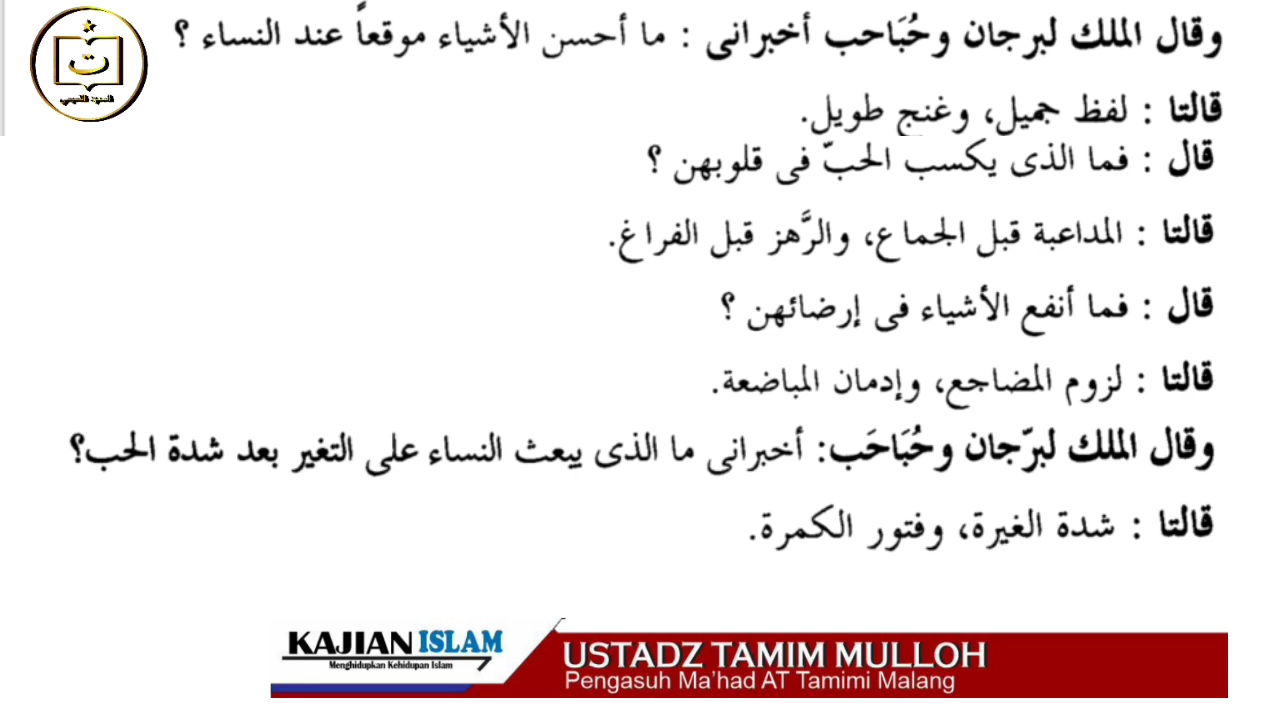 وقال الملك لبرجان وحُبَاحب أخبرانى : ما أحسن الأشياء موقعاً عند النساء ؟
قالتا : لفظ جميل، وغنج طويل.
قال : فما الذى يكسب الحبّ فى قلوبهن ؟
قالتا : المداعبة قبل الجماع، والرَّهز قبل الفراغ.
قال : فما أنفع الأشياء فى إرضائهن ؟
قالتا : لزوم المضاجع، وإدمان المباضعة.
وقال الملك لبرّجان وحُبَاحَب: أخبرانى ما الذى يبعث النساء على التغير بعد شدة الحب؟
قالتا : شدة الغيرة، وفتور الكمرة.
KAJIAN ISLAM
Menghidupkan Kehidupan Islam
USTADZ TAMIM MULLOH
Pengasuh Ma'had AT Tamimi Malang